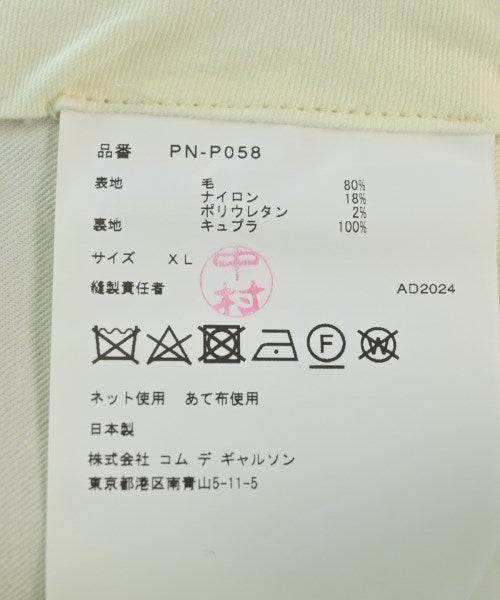 品番 PN-P058
表地 毛 80%
ナイロン 18%
ポリウレタン 2%
裏地 キュプラ 100%
サイズ XL
中村
縫製責任者 AD2024
F W
ネット使用 あて布使用
日本製
株式会社 コム デ ギャルソン
東京都港区南青山5-11-5